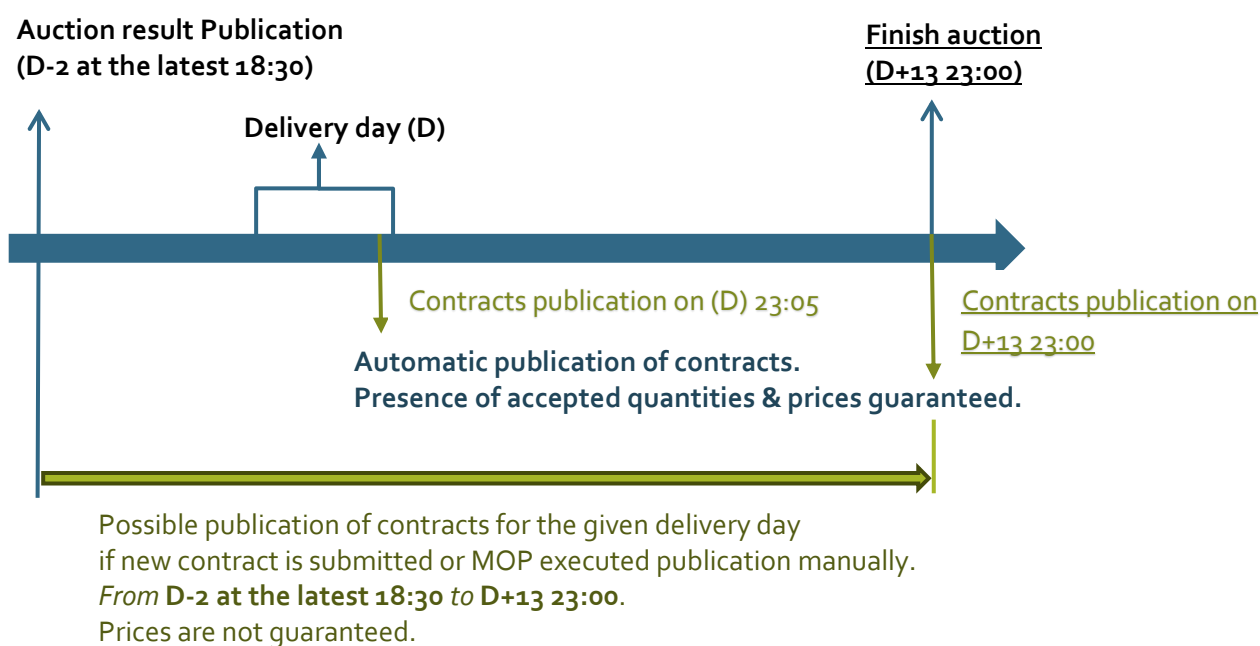 Auction result Publication
(D-2 at the latest 18:30)
Finish auction
(D+13 23:00)
Delivery day (D)
Contracts publication on (D) 23:05
Contracts publication on
D+13 23:00
Automatic publication of contracts.
Presence of accepted quantities & prices guaranteed.
Possible publication of contracts for the given delivery day
if new contract is submitted or MOP executed publication manually.
From D-2 at the latest 18:30 to D+13 23:00.
Prices are not guaranteed.